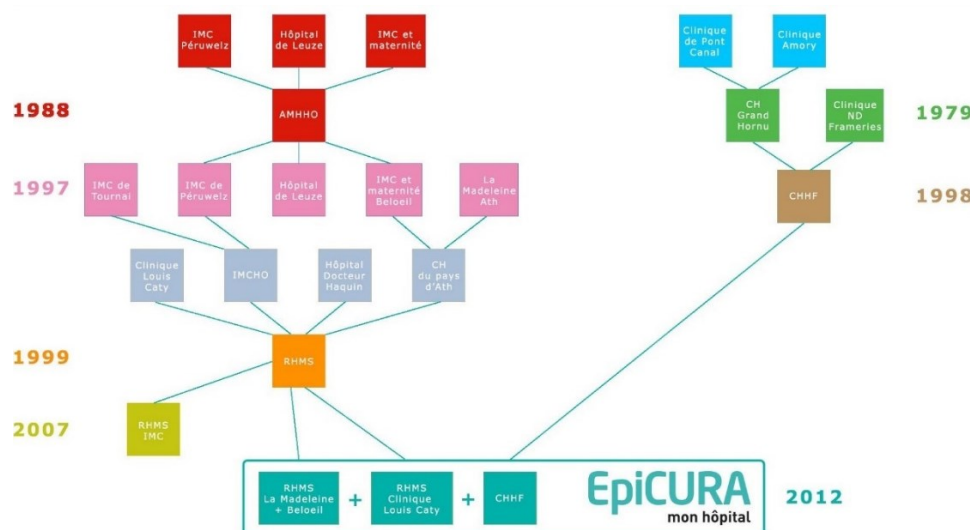 IMC
Péruwelz
Hôpital
de Leuze
IMC et
maternité
Clinique
de Pont
Canal
Clinique
Amory
1988
AMHHO
CH
Grand
Hornu
Clinique
ND
Frameries
1979
1997
IMC de
Tournai
IMC de
Péruwelz
Hôpital
de Leuze
IMC et
maternité
Beloeil
La
Madeleine
Ath
CHHF
1998
Clinique
Louis
Caty
IMCHO
Hôpital
Docteur
Haquin
CH
du pays
d'Ath
1999
RHMS
2007
RHMS
IMC
RHMS
La Madeleine
+ Beloeil
+
RHMS
Clinique
Louis Caty
+
CHHF
EpiCURA
mon hôpital
2012